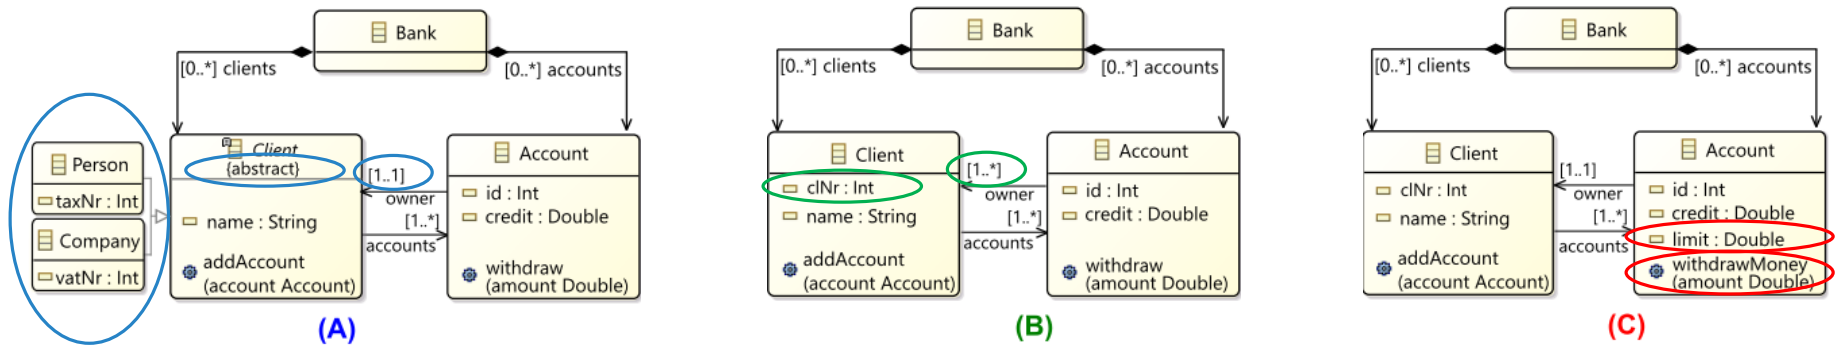 Bank
[0..*] clients
[0..*] accounts
Person
taxNr : Int
Company
vatNr : Int
Client
{abstract}
name : String
addAccount
(account Account)
[1..1]
owner
[1..*]
accounts
Account
id : Int
credit : Double
withdraw
(amount Double)
(A)
Bank
[0..*] clients
[0..*] accounts
Client
clNr : Int
name : String
addAccount
(account Account)
[1..*]
owner
[1..*]
accounts
Account
id : Int
credit : Double
withdraw
(amount Double)
(B)
Bank
[0..*] clients
[0..*] accounts
Client
clNr : Int
name : String
addAccount
(account Account)
[1..1]
owner
[1..*]
accounts
Account
id : Int
credit : Double
limit : Double
withdrawMoney
(amount Double)
(C)